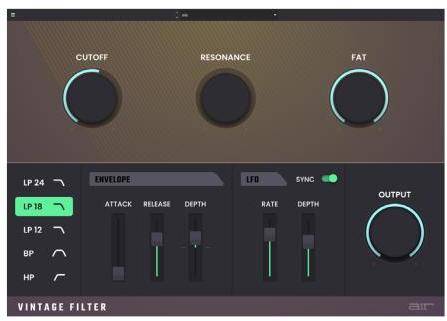 CUTOFF RESONANCE FAT
LP 24 ENVELOPE LFO SYNC
OUTPUT
LP 18 ATTACK RELEASE DEPTH RATE DEPTH
LP 12
BP
HP
VINTAGE FILTER air